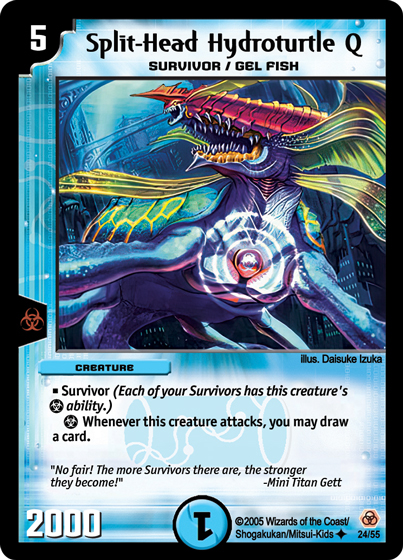 5
Split-Head Hydroturtle Q
SURVIVOR / GEL FISH
illus. Daisuke Izuka
CREATURE
▪ Survivor (Each of your Survivors has this creature's
☣ ability.)
☣ Whenever this creature attacks, you may draw
a card.
"No fair! The more Survivors there are, the stronger
they become!" -Mini Titan Gett
2000
1
©2005 Wizards of the Coast/
Shogakukan/Mitsui-Kids ✦ 24/55